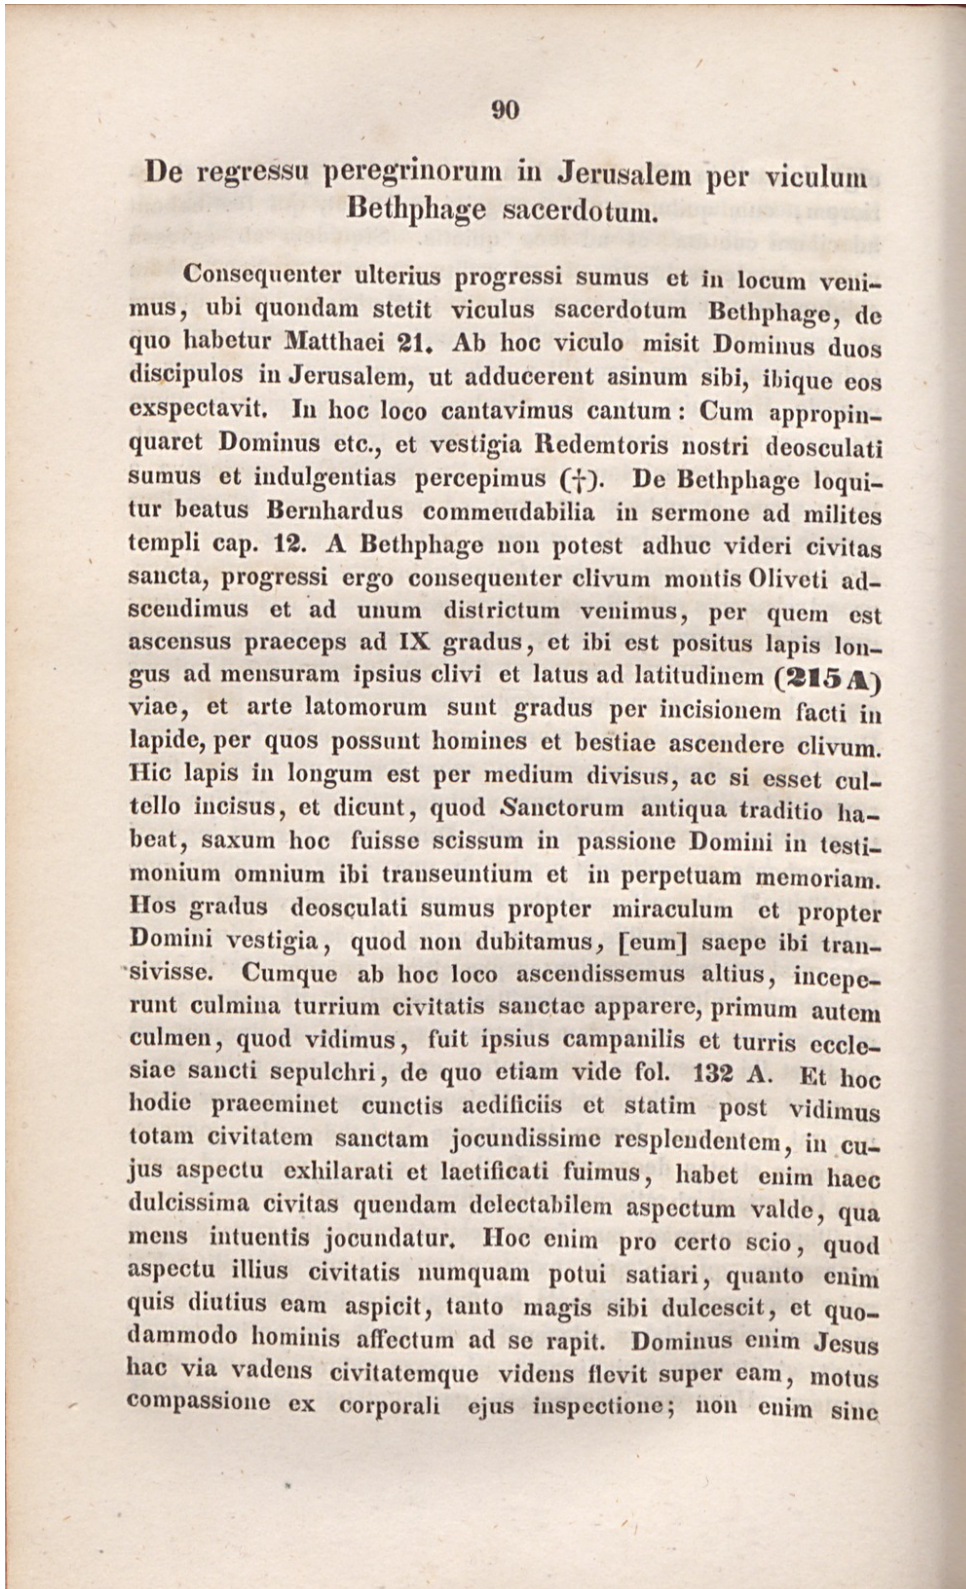 90
De regressu peregrinorum in Jerusalem per viculum
Bethphage sacerdotum.
Consequenter ulterius progressi sumus et in locum veni-
mus, ubi quondam stetit viculus sacerdotum Bethphage, de
quo habetur Matthaei 21. Ab hoc viculo misit Dominus duos
discipulos in Jerusalem, ut adducerent asinum sibi, ibique eos
exspectavit. In hoc loco cantavimus cantum: Cum appropin-
quaret Dominus etc., et vestigia Redemtoris nostri deosculati
sumus et indulgentias percepimus (†). De Bethphage loqui-
tur beatus Bernhardus commendabilia in sermone ad milites
templi cap. 12. A Bethphage non potest adhuc videri civitas
sancta, progressi ergo consequenter clivum montis Oliveti ad-
scendimus et ad unum districtum venimus, per quem est
ascensus praeceps ad IX gradus, et ibi est positus lapis lon-
gus ad mensuram ipsius clivi et latus ad latitudinem (215 A)
viae, et arte latomorum sunt gradus per incisionem facti in
lapide, per quos possunt homines et bestiae ascendere clivum.
Hic lapis in longum est per medium divisus, ac si esset cul-
tello incisus, et dicunt, quod Sanctorum antiqua traditio ha-
beat, saxum hoc fuisse scissum in passione Domini in testi-
monium omnium ibi transeuntium et in perpetuam memoriam.
Hos gradus deosculati sumus propter miraculum et propter
Domini vestigia, quod non dubitamus, [eum] saepe ibi tran-
sivisse. Cumque ab hoc loco ascendissemus altius, incepe-
runt culmina turrium civitatis sanctae apparere, primum autem
culmen, quod vidimus, fuit ipsius campanilis et turris eccle-
siae sancti sepulchri, de quo etiam vide fol. 132 A. Et hoc
hodie praeeminet cunctis aedificiis et statim post vidimus
totam civitatem sanctam jocundissime resplendentem, in cu-
jus aspectu exhilarati et laetificati fuimus, habet enim haec
dulcissima civitas quendam delectabilem aspectum valde, qua
mens intuentis jocundatur. Hoc enim pro certo scio, quod
aspectu illius civitatis numquam potui satiari, quanto enim
quis diutius eam aspicit, tanto magis sibi dulcescit, et quo-
dammodo hominis affectum ad se rapit. Dominus enim Jesus
hac via vadens civitatemque videns flevit super eam, motus
compassione ex corporali ejus inspectione; non enim sine